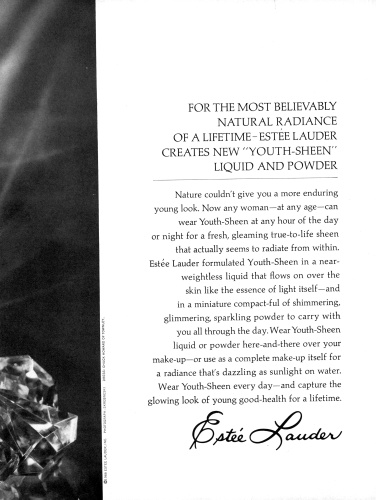 FOR THE MOST BELIEVABLY
NATURAL RADIANCE
OF A LIFETIME–ESTÉE LAUDER
CREATES NEW "YOUTH-SHEEN"
LIQUID AND POWDER
Nature couldn't give you a more enduring
young look. Now any woman—at any age—can
wear Youth-Sheen at any hour of the day
or night for a fresh, gleaming true-to-life sheen
that actually seems to radiate from within.
Estée Lauder formulated Youth-Sheen in a near-
weightless liquid that flows on over the
skin like the essence of light itself—and
in a miniature compact-ful of shimmering,
glimmering, sparkling powder to carry with
you all through the day. Wear Youth-Sheen
liquid or powder here-and-there over your
make-up—or use as a complete make-up itself for
a radiance that's dazzling as sunlight on water.
Wear Youth-Sheen every day—and capture the
glowing look of young good-health for a lifetime.
Estée Lauder